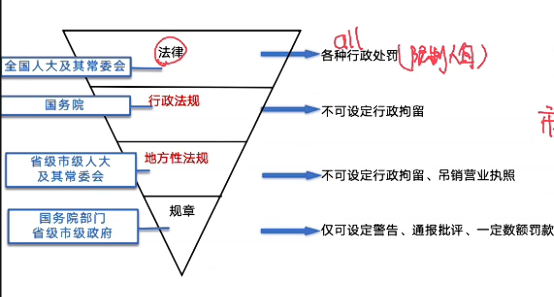 all
法律
各种行政处罚(限制人身)
全国人大及其常委会
国务院
行政法规
不可设定行政拘留
省级市级人大
及其常委会
地方性法规
不可设定行政拘留、吊销营业执照
国务院部门
省级市级政府
规章
仅可设定警告、通报批评、一定数额罚款